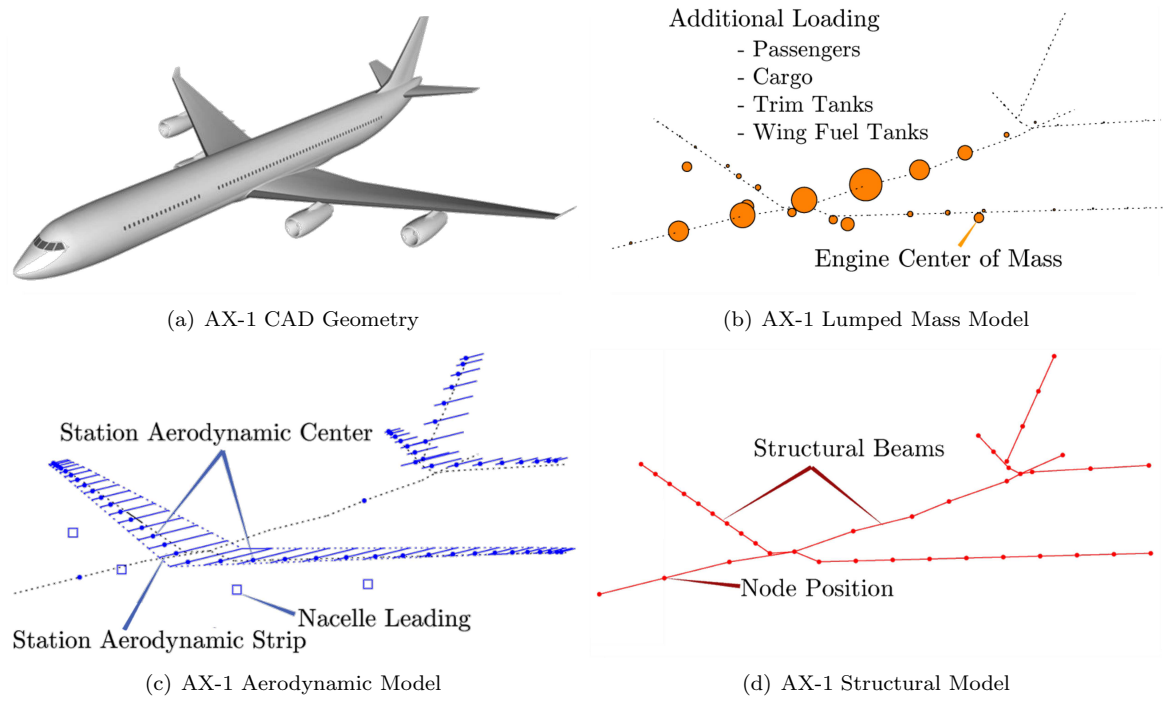 Additional Loading
- Passengers
- Cargo
- Trim Tanks
- Wing Fuel Tanks
Engine Center of Mass
(a) AX-1 CAD Geometry
(b) AX-1 Lumped Mass Model
Station Aerodynamic Center
Nacelle Leading
Station Aerodynamic Strip
Structural Beams
Node Position
(c) AX-1 Aerodynamic Model
(d) AX-1 Structural Model